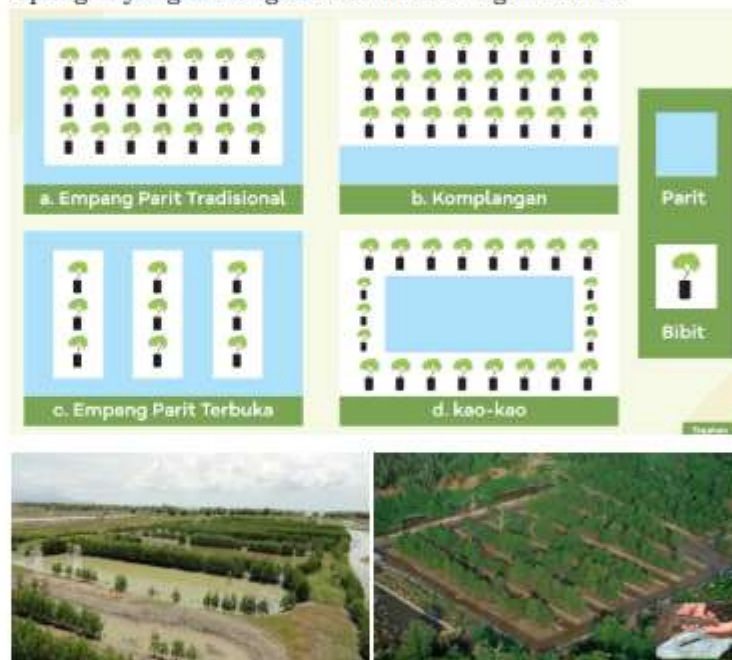 a. Empang Parit Tradisional
b. Komplangan
Parit
Bibit
c. Empang Parit Terbuka
d. kao-kao